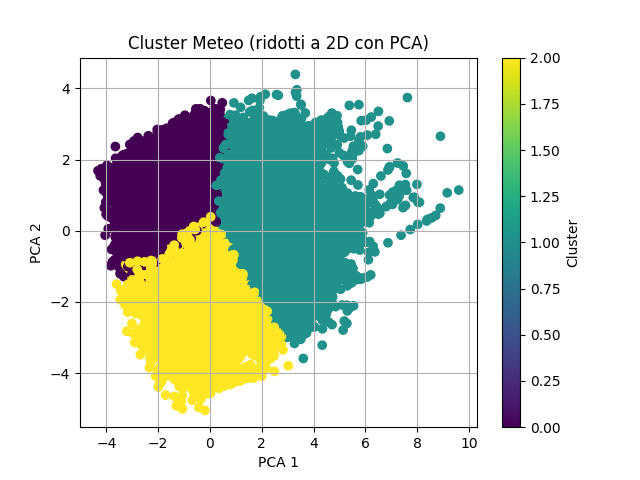 Cluster Meteo (ridotti a 2D con PCA)
PCA 2
4
2
0
−2
−4
−4 −2 0 2 4 6 8 10
PCA 1
2.00
1.75
1.50
1.25
1.00
0.75
0.50
0.25
0.00
Cluster